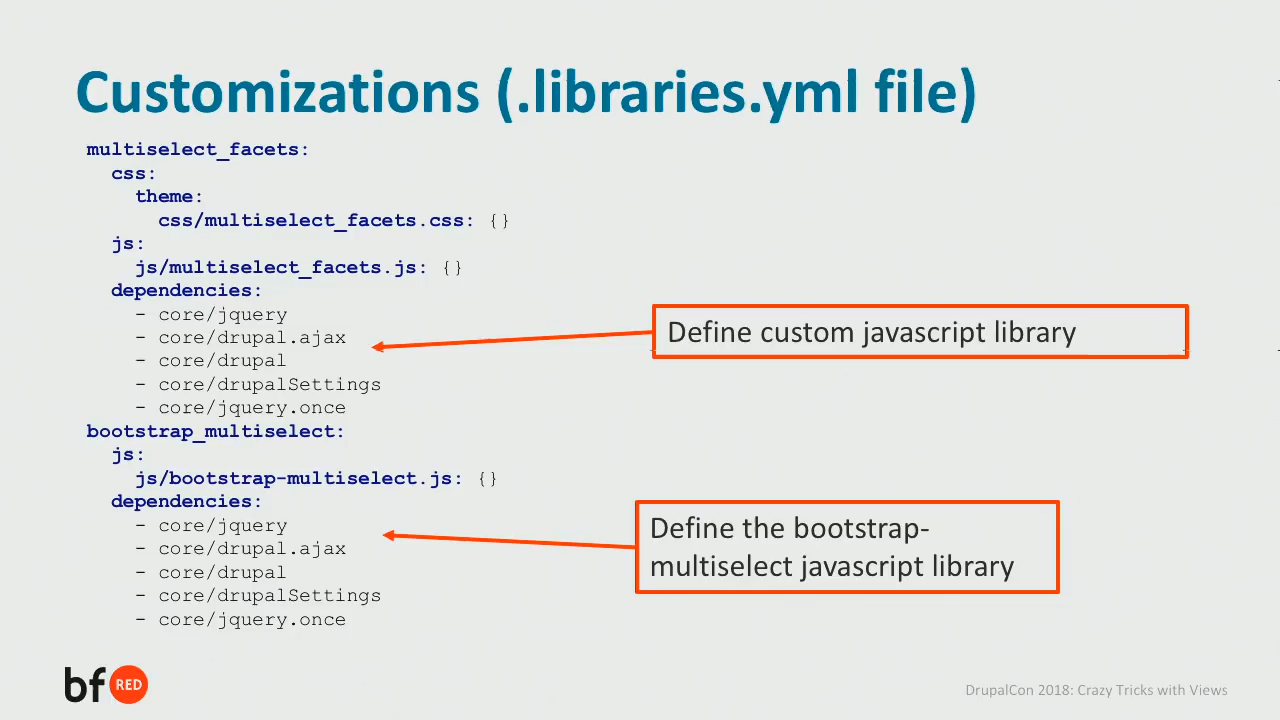 Customizations (.libraries.yml file)
multiselect_facets:
css:
theme:
css/multiselect_facets.css: {}
js:
js/multiselect_facets.js: {}
dependencies:
- core/jquery
- core/drupal.ajax
- core/drupal
- core/drupalSettings
- core/jquery.once
bootstrap_multiselect:
js:
js/bootstrap-multiselect.js: {}
dependencies:
- core/jquery
- core/drupal.ajax
- core/drupal
- core/drupalSettings
- core/jquery.once
Define custom javascript library
Define the bootstrap-
multiselect javascript library
bf RED
DrupalCon 2018: Crazy Tricks with Views